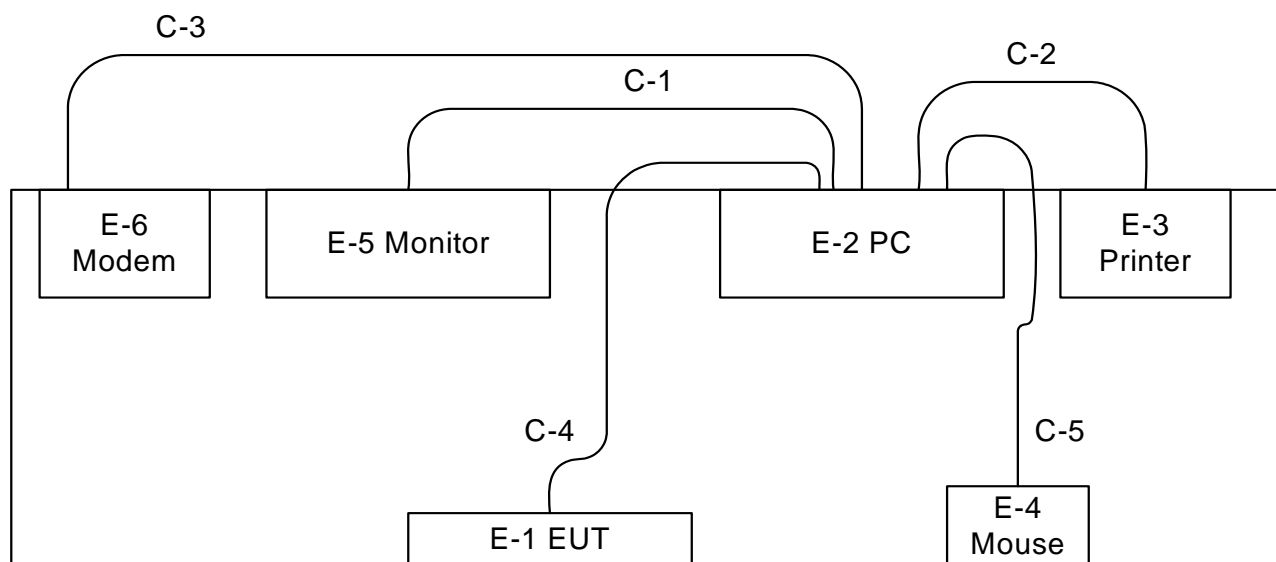 C-3
C-2
C-1
E-6
Modem
E-5 Monitor
E-2 PC
E-3
Printer
C-4
C-5
E-1 EUT
E-4
Mouse